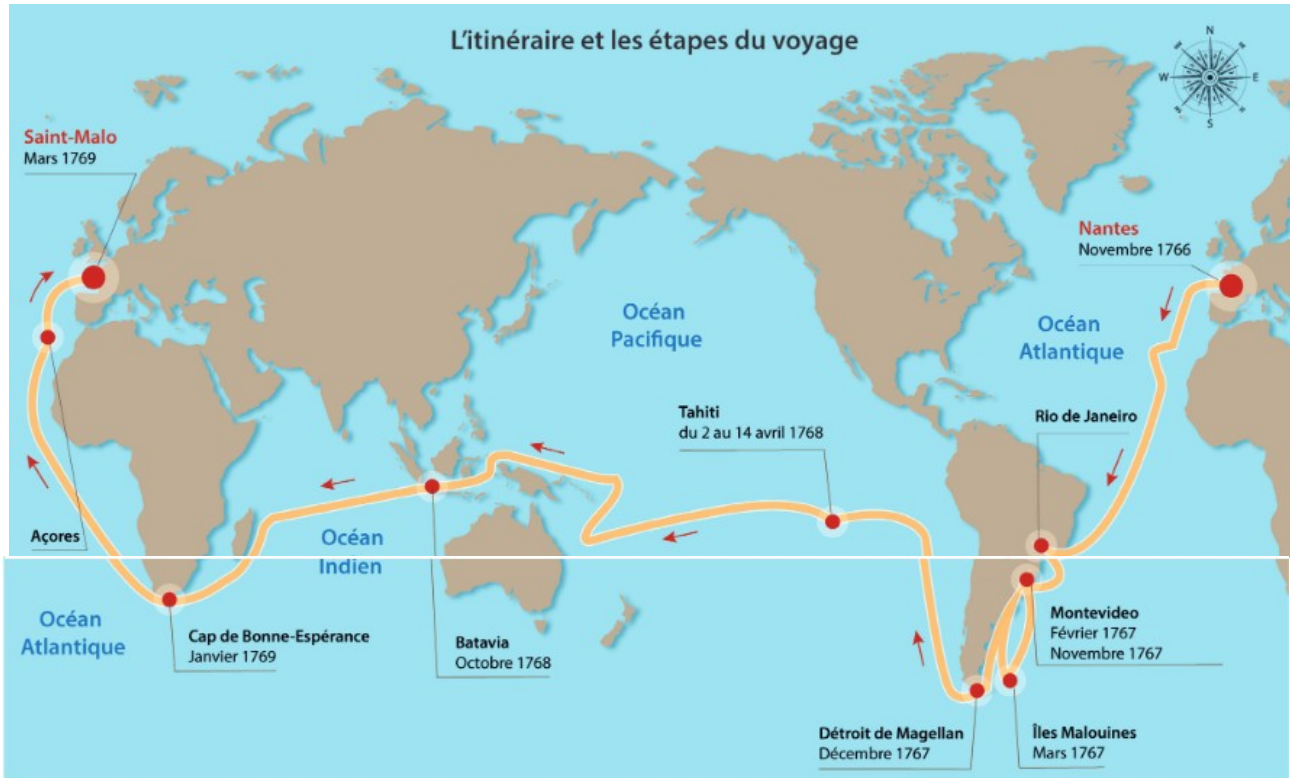 L'itinéraire et les étapes du voyage
N
W
E
S
Saint-Malo
Mars 1769
Nantes
Novembre 1766
Océan
Pacifique
Océan
Atlantique
Tahiti
du 2 au 14 avril 1768
Rio de Janeiro
Açores
Océan
Indien
Océan
Atlantique
Cap de Bonne-Espérance
Janvier 1769
Batavia
Octobre 1768
Montevideo
Février 1767
Novembre 1767
Détroit de Magellan
Décembre 1767
Îles Malouines
Mars 1767